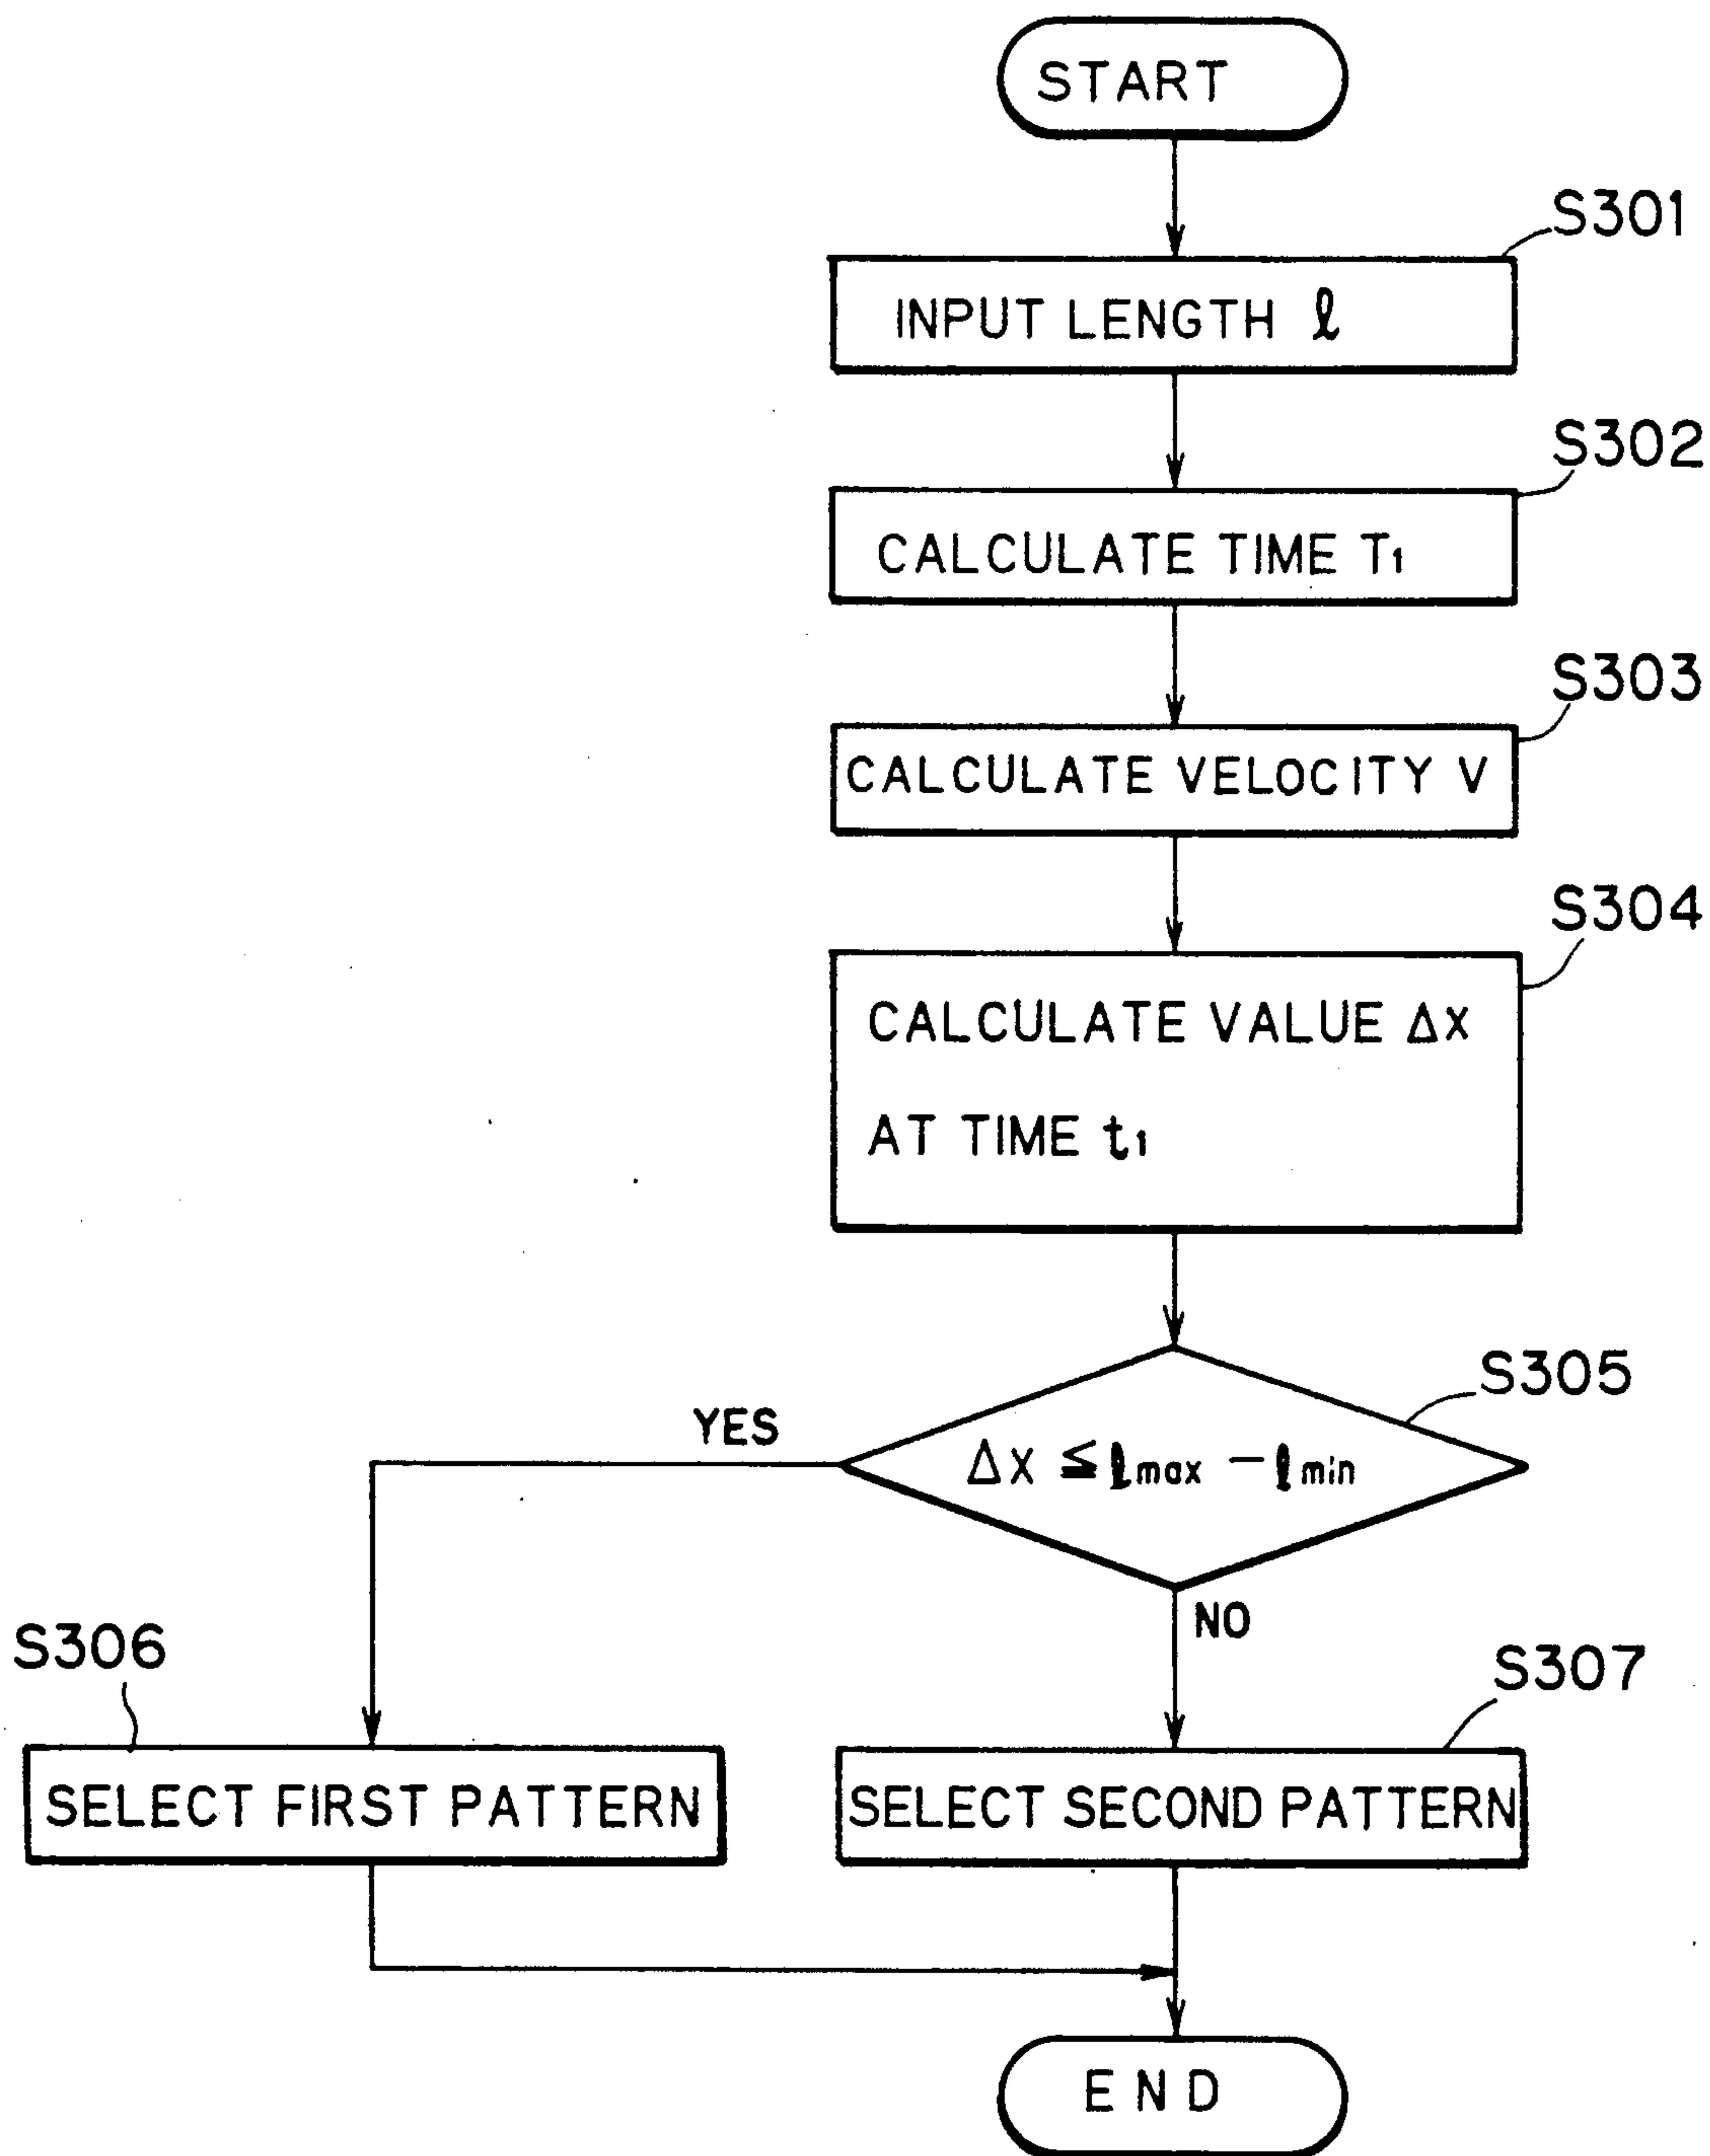 START
S301
INPUT LENGTH ℓ
S302
CALCULATE TIME T₁
S303
CALCULATE VELOCITY V
S304
CALCULATE VALUE Δx
AT TIME t₁
S305
YES
Δx ≦ ℓmax − ℓmin
NO
S306
S307
SELECT FIRST PATTERN
SELECT SECOND PATTERN
END